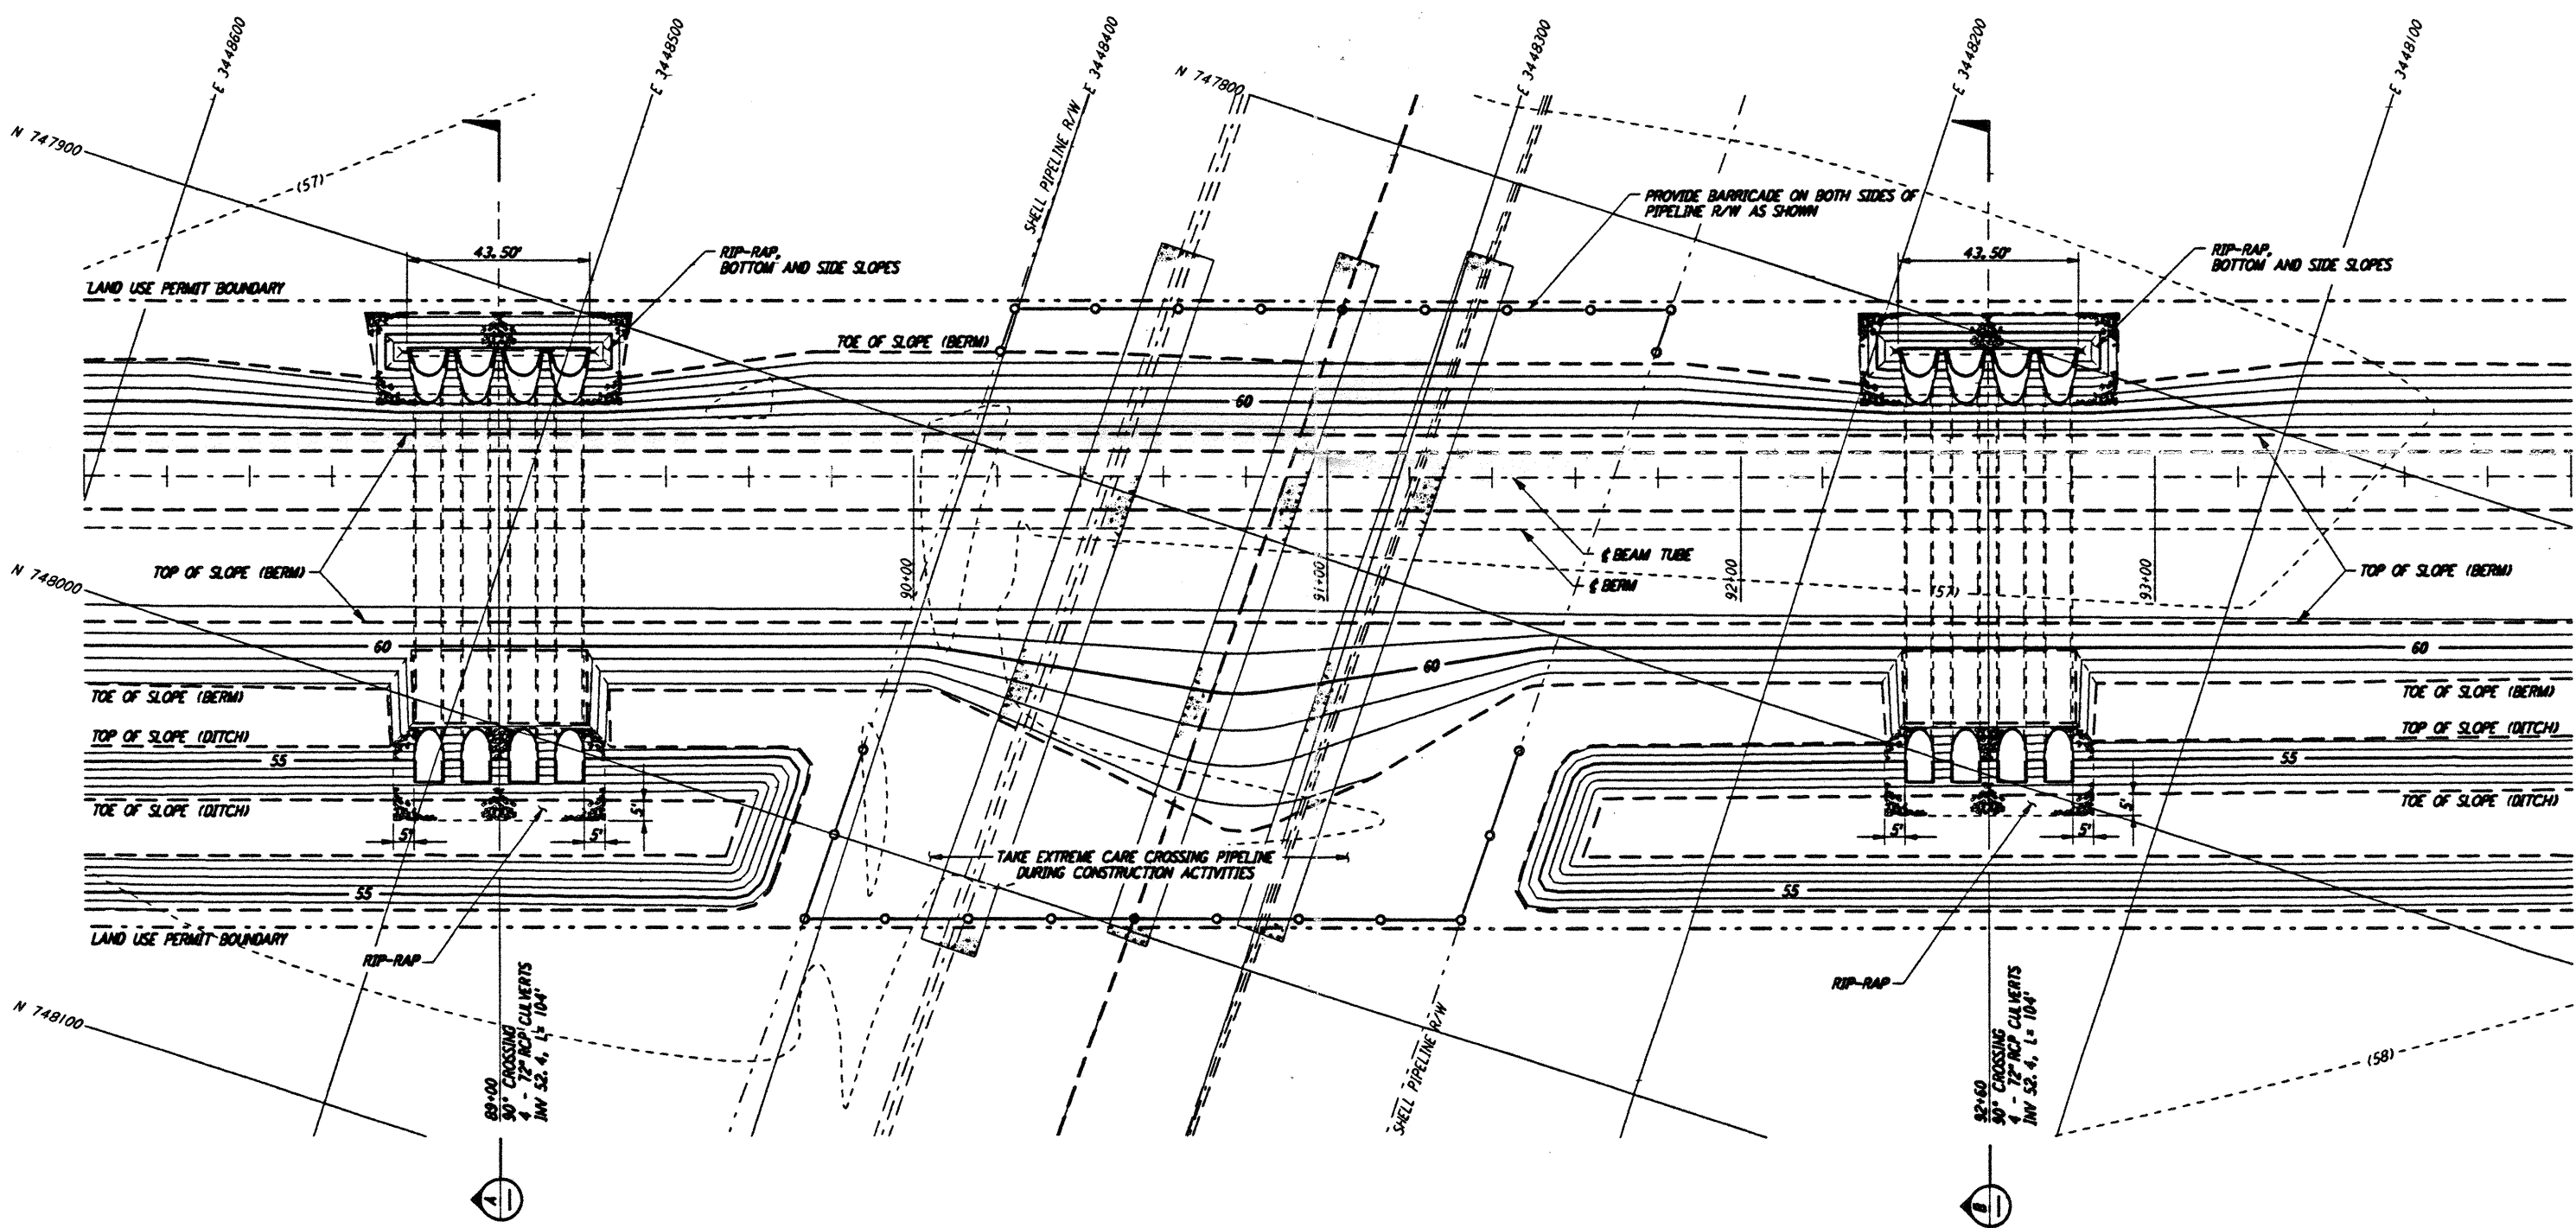 E 3448600
E 3448500
E 3448400
E 3448300
E 3448200
E 3448100
N 747800
N 747900
SHELL PIPELINE R/W
(57)
PROVIDE BARRICADE ON BOTH SIDES OF
PIPELINE R/W AS SHOWN
43.50'
RIP-RAP,
BOTTOM AND SIDE SLOPES
43.50'
RIP-RAP,
BOTTOM AND SIDE SLOPES
LAND USE PERMIT BOUNDARY
TOE OF SLOPE (BERM)
60
N 748000
TOP OF SLOPE (BERM)
90+00
91+00
℄ BEAM TUBE
℄ BERM
92+00
(57)
93+00
TOP OF SLOPE (BERM)
60
60
60
TOE OF SLOPE (BERM)
TOE OF SLOPE (BERM)
TOP OF SLOPE (DITCH)
TOP OF SLOPE (DITCH)
55
55
TOE OF SLOPE (DITCH)
5'
5'
TOE OF SLOPE (DITCH)
5'
5'
5'
5'
TAKE EXTREME CARE CROSSING PIPELINE
DURING CONSTRUCTION ACTIVITIES
55
55
LAND USE PERMIT BOUNDARY
RIP-RAP
RIP-RAP
N 748100
89+00
90° CROSSING
4 - 72" RCP CULVERTS
INV 52.4, L= 104'
SHELL PIPELINE R/W
92+60
90° CROSSING
4 - 72" RCP CULVERTS
INV 52.4, L= 104'
(58)
A
B